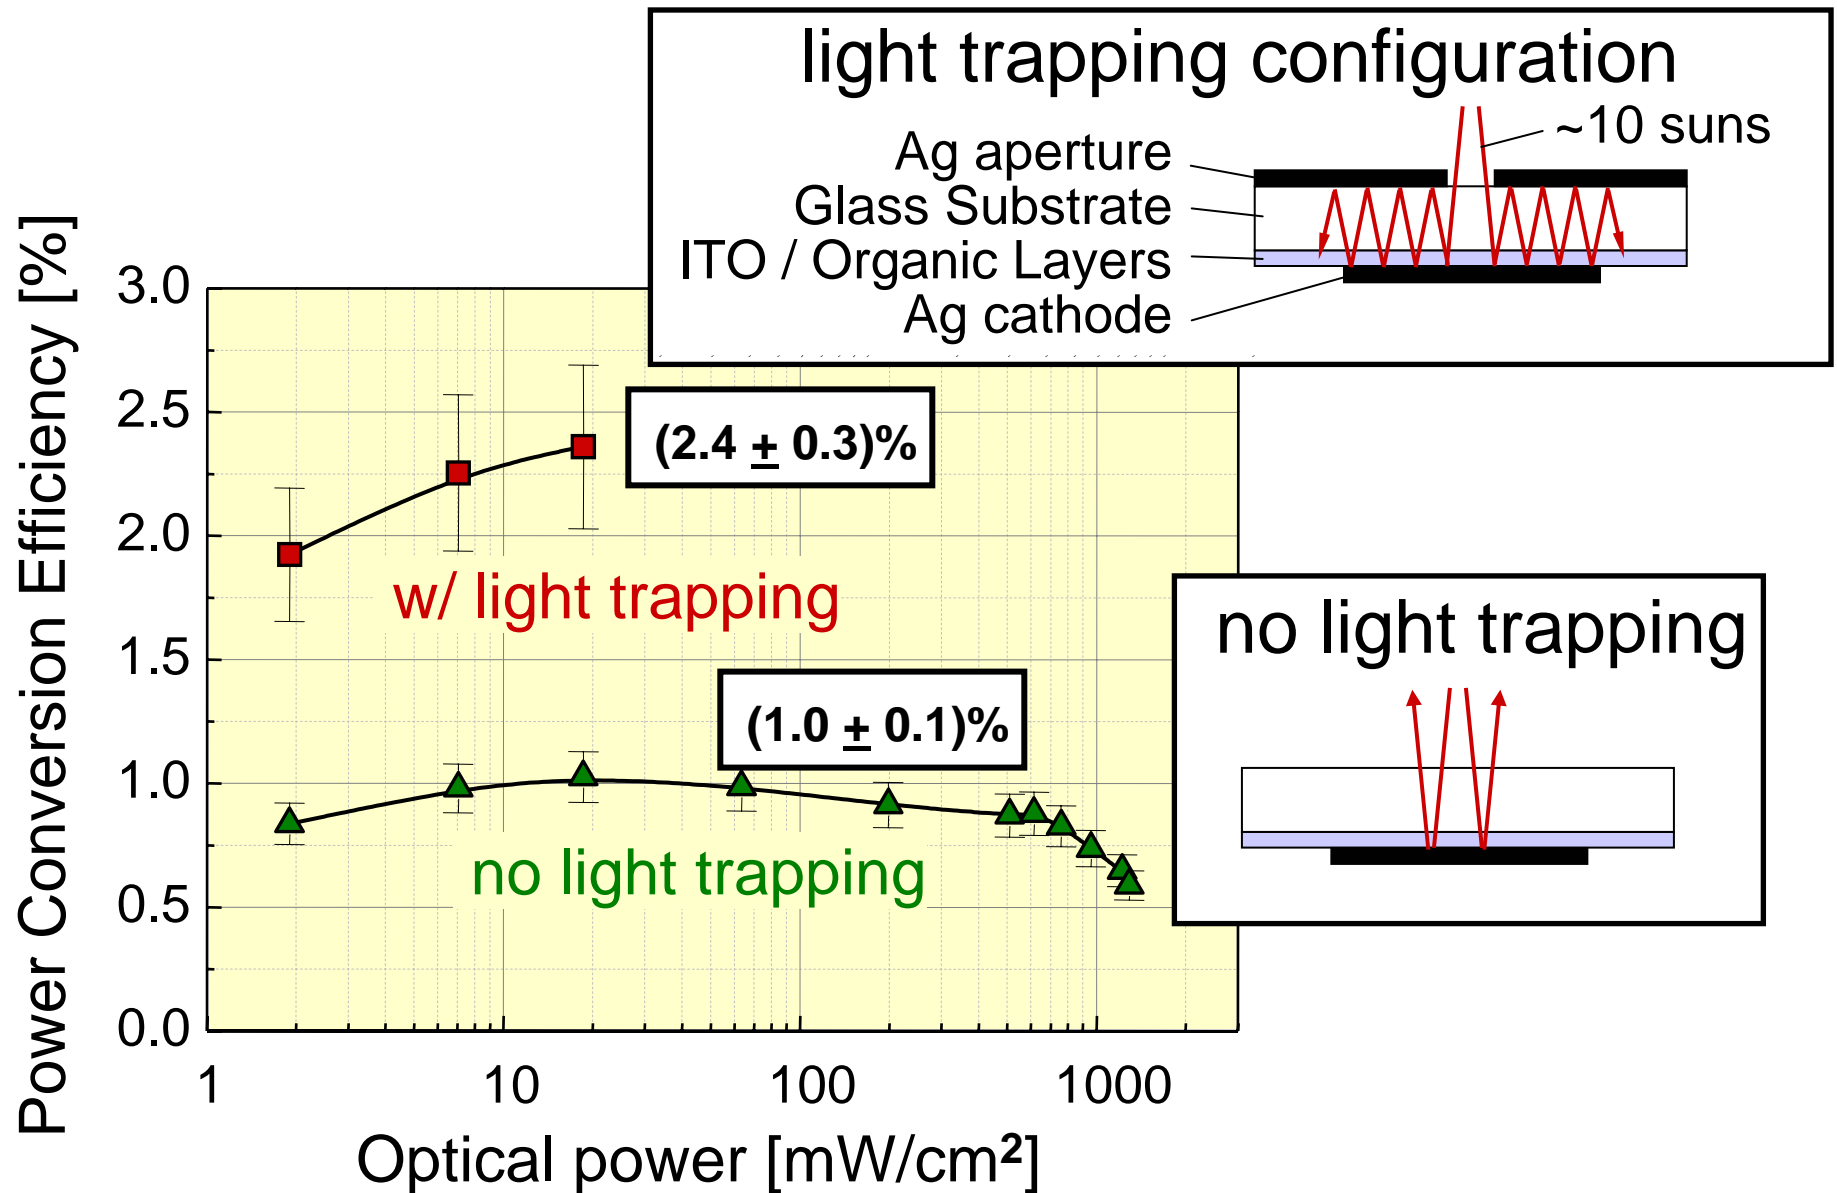 light trapping configuration
~10 suns
Ag aperture
Glass Substrate
ITO / Organic Layers
Ag cathode
Power Conversion Efficiency [%]
3.0
2.5
2.0
1.5
1.0
0.5
0.0
(2.4 ± 0.3)%
w/ light trapping
(1.0 ± 0.1)%
no light trapping
no light trapping
1 10 100 1000
Optical power [mW/cm²]